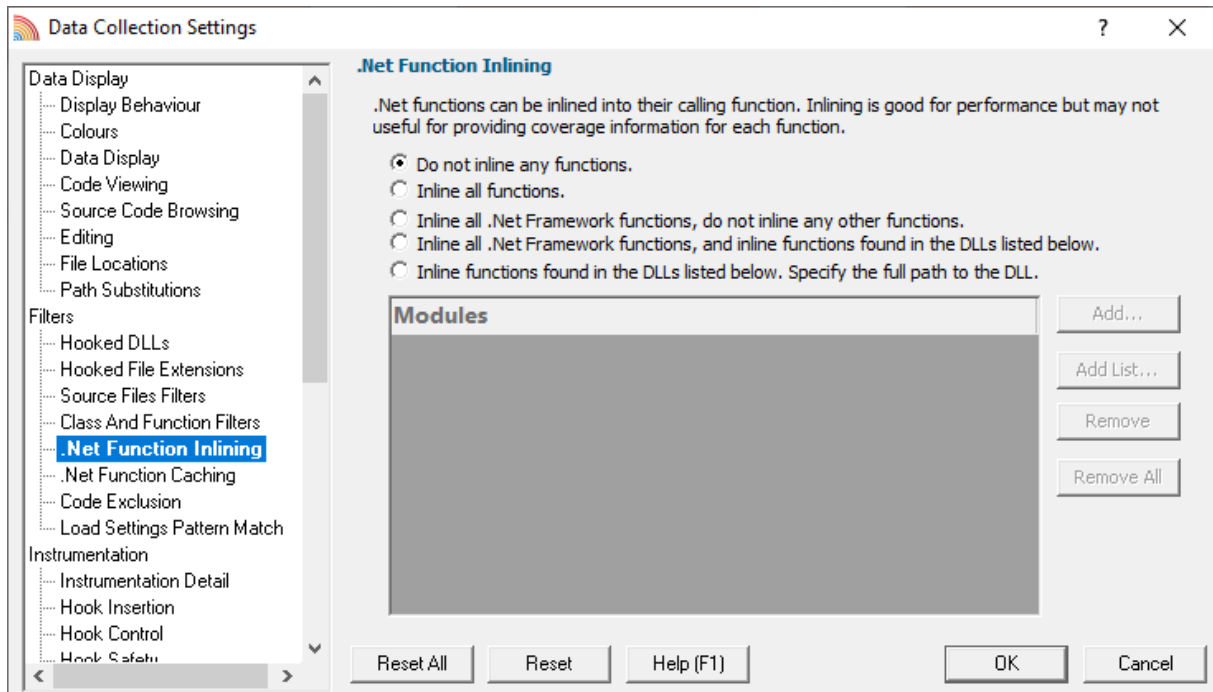 Data Collection Settings
?
Data Display
Display Behaviour
Colours
Data Display
Code Viewing
Source Code Browsing
Editing
File Locations
Path Substitutions
Filters
Hooked DLLs
Hooked File Extensions
Source Files Filters
Class And Function Filters
.Net Function Inlining
.Net Function Caching
Code Exclusion
Load Settings Pattern Match
Instrumentation
Instrumentation Detail
Hook Insertion
Hook Control
Hook Safety
.Net Function Inlining
.Net functions can be inlined into their calling function. Inlining is good for performance but may not
useful for providing coverage information for each function.
Do not inline any functions.
Inline all functions.
Inline all .Net Framework functions, do not inline any other functions.
Inline all .Net Framework functions, and inline functions found in the DLLs listed below.
Inline functions found in the DLLs listed below. Specify the full path to the DLL.
Modules
Add...
Add List...
Remove
Remove All
Reset All
Reset
Help (F1)
OK
Cancel